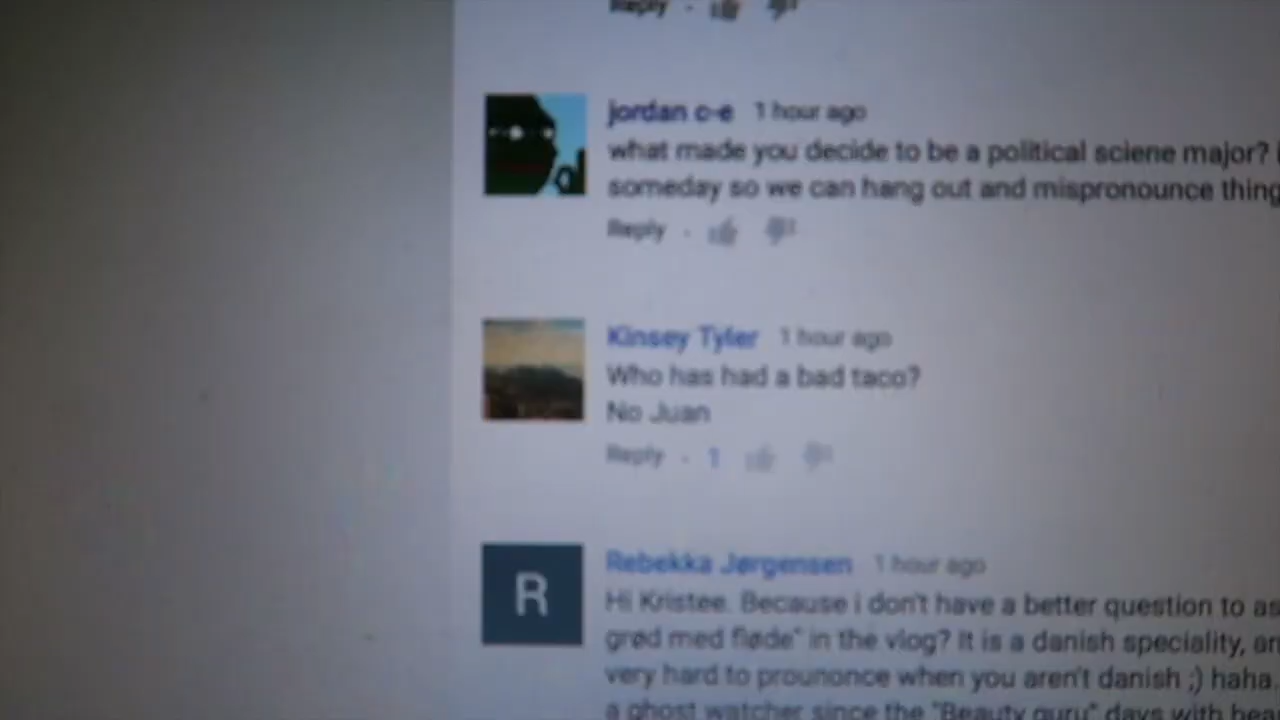 Reply
jordan c-e 1 hour ago
what made you decide to be a political sciene major?
someday so we can hang out and mispronounce thing
Reply
Kinsey Tyler 1 hour ago
Who has had a bad taco?
No Juan
Reply · 1
R
Rebekka Jørgensen 1 hour ago
Hi Kristee. Because i don't have a better question to as
grød med fløde" in the vlog? It is a danish speciality, an
very hard to prounonce when you aren't danish ;) haha.
a ghost watcher since the "Beauty guru" days with